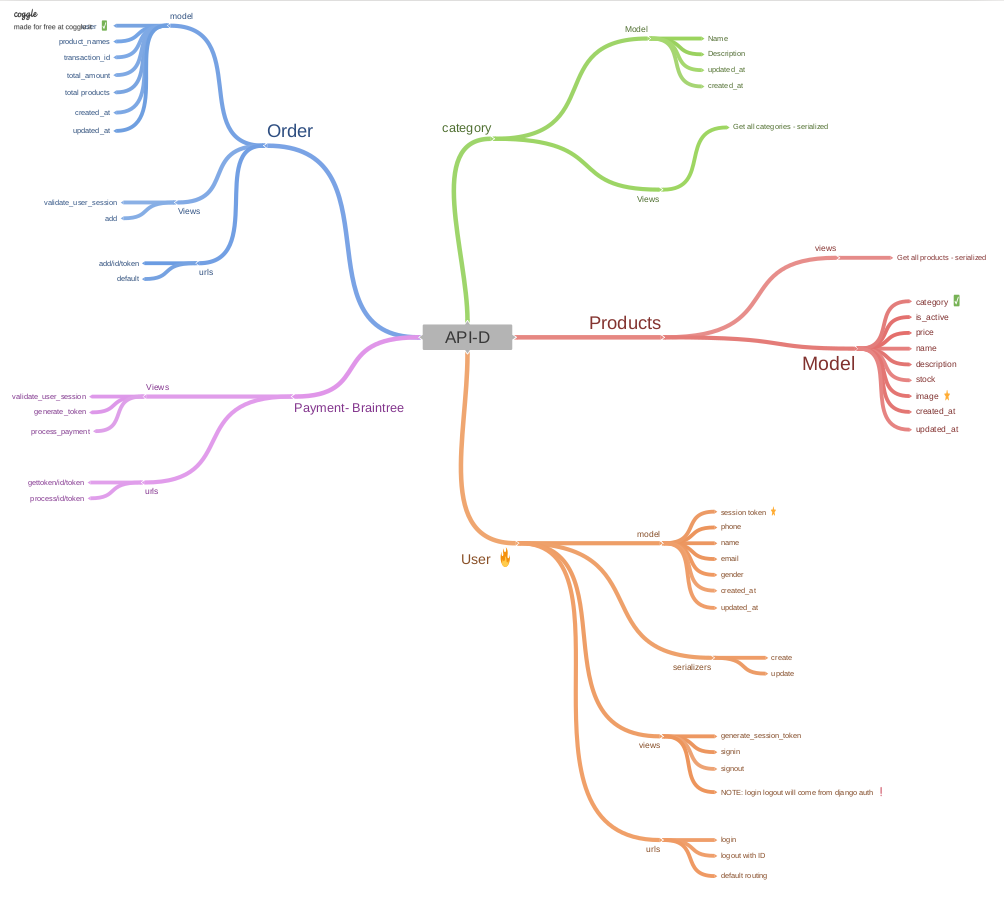 coggle
made for free at coggle.it
user
model
product_names
transaction_id
total_amount
total products
created_at
updated_at
Order
validate_user_session
add
Views
add/id/token
default
urls
category
Model
Name
Description
updated_at
created_at
Get all categories - serialized
Views
API-D
Products
views
Get all products - serialized
Model
category
is_active
price
name
description
stock
image
created_at
updated_at
Payment- Braintree
Views
validate_user_session
generate_token
process_payment
gettoken/id/token
process/id/token
urls
User
model
session token
phone
name
email
gender
created_at
updated_at
serializers
create
update
views
generate_session_token
signin
signout
NOTE: login logout will come from django auth
urls
login
logout with ID
default routing